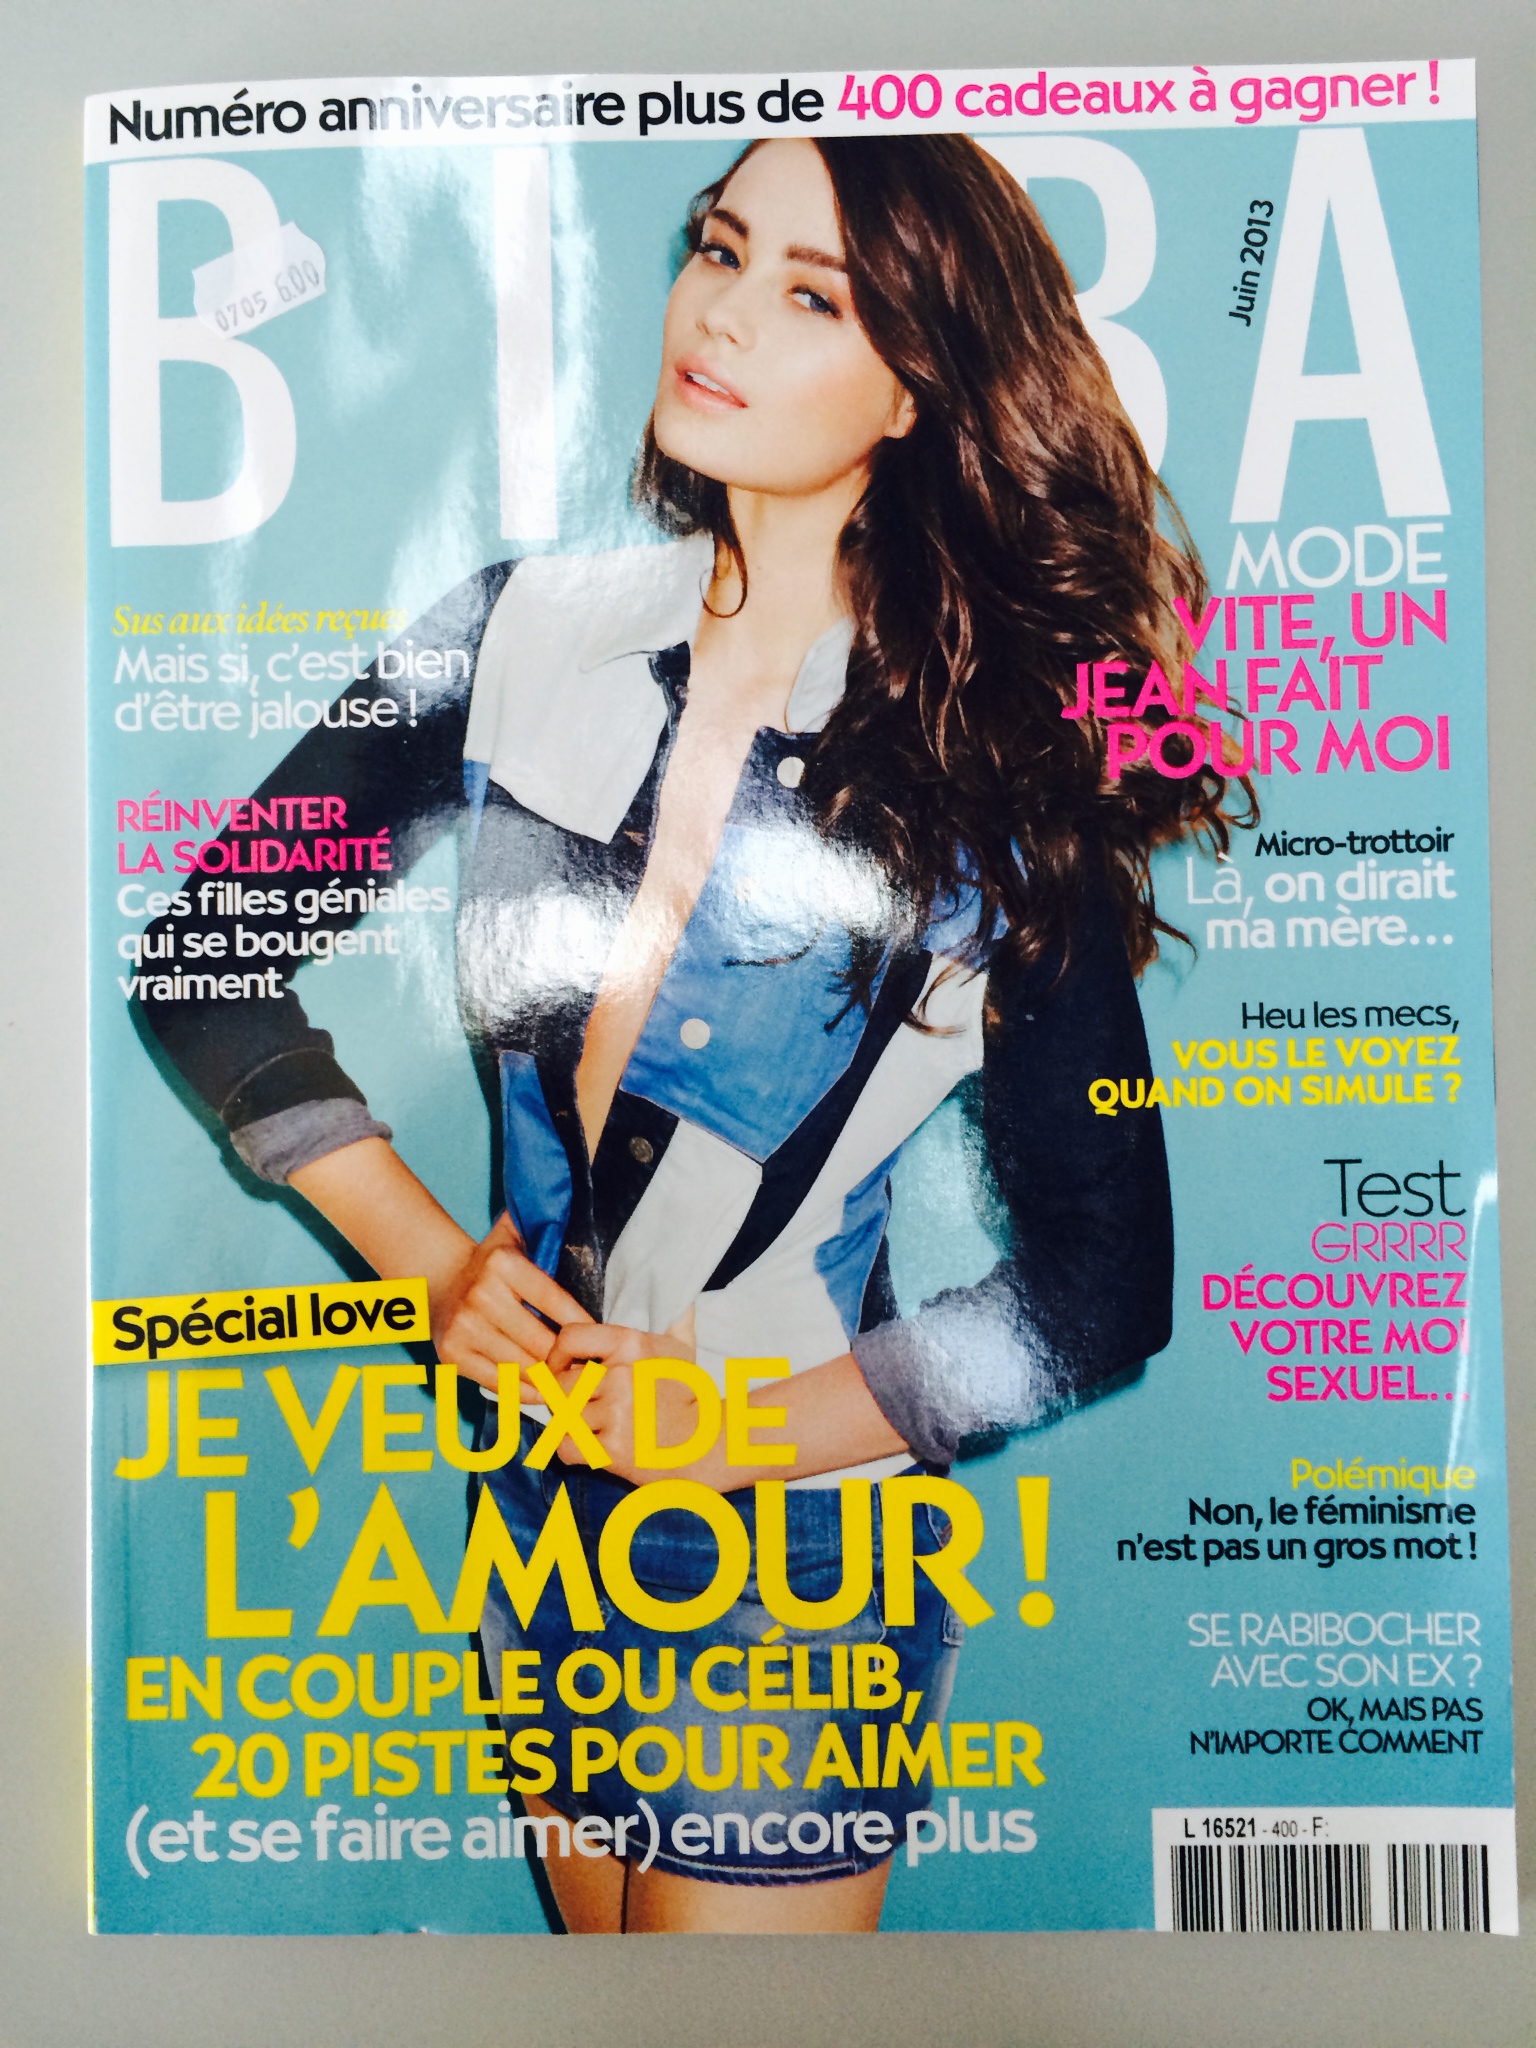 Numéro anniversaire plus de 400 cadeaux à gagner !
BIBA
0705 6.00
Juin 2013
MODE
VITE, UN
JEAN FAIT
POUR MOI
Sus aux idées reçues
Mais si, c'est bien
d'être jalouse !
RÉINVENTER
LA SOLIDARITÉ
Ces filles géniales
qui se bougent
vraiment
Micro-trottoir
Là, on dirait
ma mère...
Heu les mecs,
VOUS LE VOYEZ
QUAND ON SIMULE ?
Test
GRRRR
DÉCOUVREZ
VOTRE MOI
SEXUEL...
Spécial love
JE VEUX DE
L'AMOUR !
EN COUPLE OU CÉLIB,
20 PISTES POUR AIMER
(et se faire aimer) encore plus
Polémique
Non, le féminisme
n'est pas un gros mot !
SE RABIBOCHER
AVEC SON EX ?
OK, MAIS PAS
N'IMPORTE COMMENT
L 16521 - 400 - F: